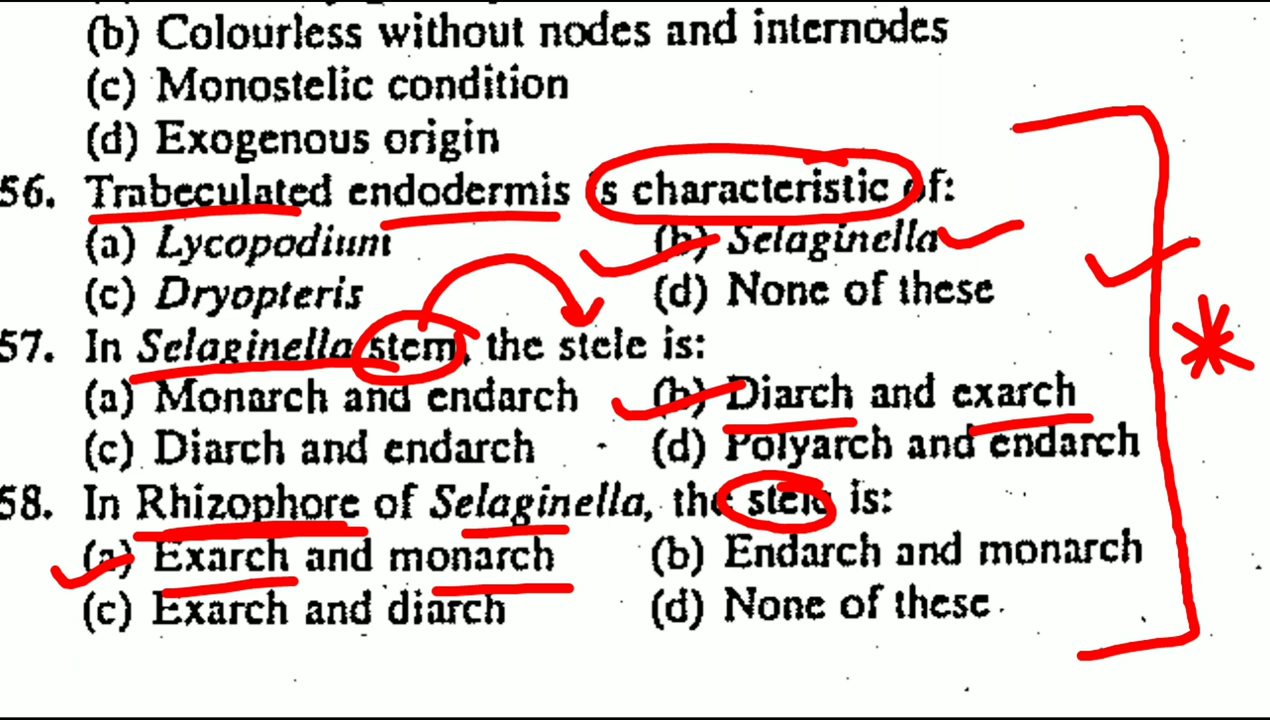 (b) Colourless without nodes and internodes
(c) Monostelic condition
(d) Exogenous origin
56. Trabeculated endodermis is characteristic of:
(a) Lycopodium (b) Selaginella
(c) Dryopteris (d) None of these
57. In Selaginella stem, the stele is:
(a) Monarch and endarch (b) Diarch and exarch
(c) Diarch and endarch (d) Polyarch and endarch
58. In Rhizophore of Selaginella, the stele is:
(a) Exarch and monarch (b) Endarch and monarch
(c) Exarch and diarch (d) None of these